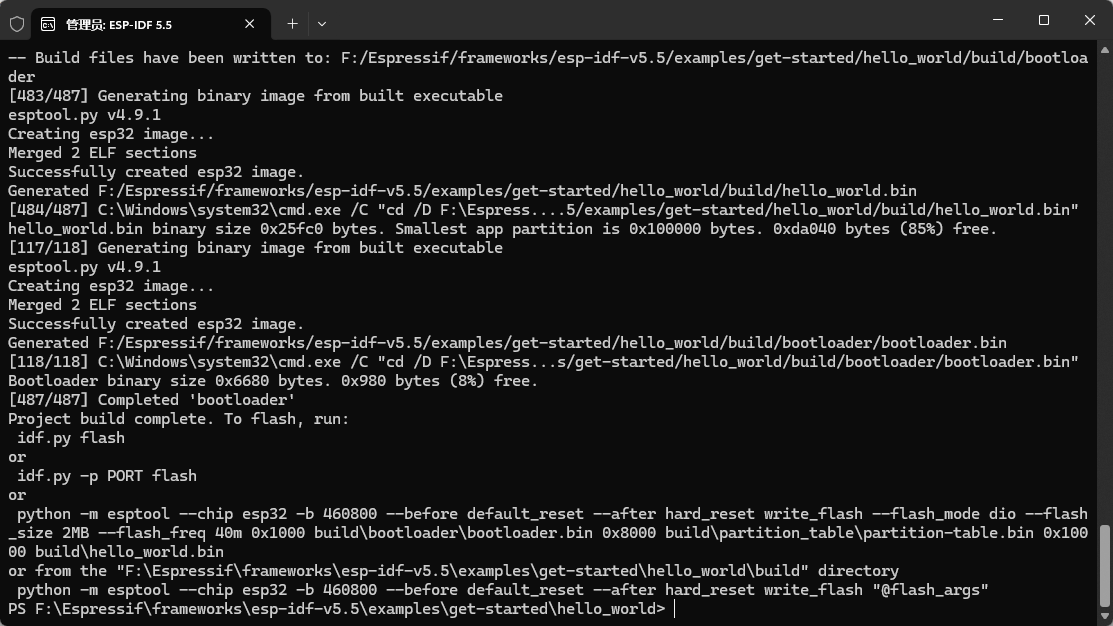 管理员: ESP-IDF 5.5
-- Build files have been written to: F:/Espressif/frameworks/esp-idf-v5.5/examples/get-started/hello_world/build/bootloa
der
[483/487] Generating binary image from built executable
esptool.py v4.9.1
Creating esp32 image...
Merged 2 ELF sections
Successfully created esp32 image.
Generated F:/Espressif/frameworks/esp-idf-v5.5/examples/get-started/hello_world/build/hello_world.bin
[484/487] C:\Windows\system32\cmd.exe /C "cd /D F:\Espress....5/examples/get-started/hello_world/build/hello_world.bin"
hello_world.bin binary size 0x25fc0 bytes. Smallest app partition is 0x100000 bytes. 0xda040 bytes (85%) free.
[117/118] Generating binary image from built executable
esptool.py v4.9.1
Creating esp32 image...
Merged 2 ELF sections
Successfully created esp32 image.
Generated F:/Espressif/frameworks/esp-idf-v5.5/examples/get-started/hello_world/build/bootloader/bootloader.bin
[118/118] C:\Windows\system32\cmd.exe /C "cd /D F:\Espress...s/get-started/hello_world/build/bootloader/bootloader.bin"
Bootloader binary size 0x6680 bytes. 0x980 bytes (8%) free.
[487/487] Completed 'bootloader'
Project build complete. To flash, run:
 idf.py flash
or
 idf.py -p PORT flash
or
 python -m esptool --chip esp32 -b 460800 --before default_reset --after hard_reset write_flash --flash_mode dio --flash
_size 2MB --flash_freq 40m 0x1000 build\bootloader\bootloader.bin 0x8000 build\partition_table\partition-table.bin 0x100
00 build\hello_world.bin
or from the "F:\Espressif\frameworks\esp-idf-v5.5\examples\get-started\hello_world\build" directory
 python -m esptool --chip esp32 -b 460800 --before default_reset --after hard_reset write_flash "@flash_args"
PS F:\Espressif\frameworks\esp-idf-v5.5\examples\get-started\hello_world>